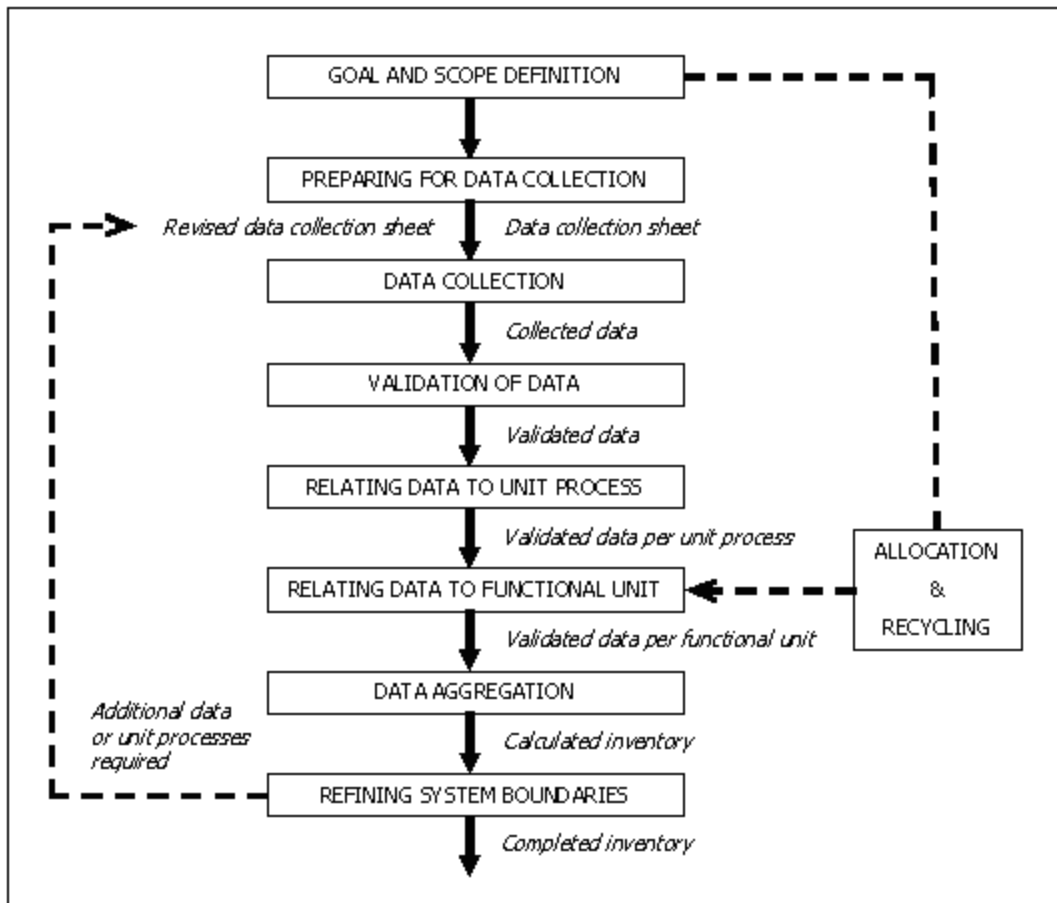 GOAL AND SCOPE DEFINITION
PREPARING FOR DATA COLLECTION
Revised data collection sheet
Data collection sheet
DATA COLLECTION
Collected data
VALIDATION OF DATA
Validated data
RELATING DATA TO UNIT PROCESS
Validated data per unit process
ALLOCATION
&
RECYCLING
RELATING DATA TO FUNCTIONAL UNIT
Validated data per functional unit
DATA AGGREGATION
Additional data
or unit processes
required
Calculated inventory
REFINING SYSTEM BOUNDARIES
Completed inventory